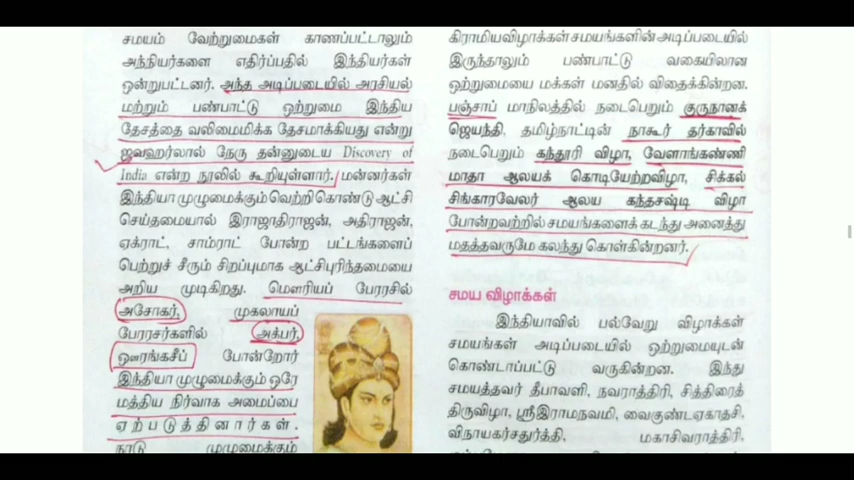 சமயம் வேற்றுமைகள் காணப்பட்டாலும்
அந்நியர்களை எதிர்ப்பதில் இந்தியர்கள்
ஒன்றுபட்டனர். அந்த அடிப்படையில் அரசியல்
மற்றும் பண்பாட்டு ஒற்றுமை இந்திய
தேசத்தை வலிமைமிக்க தேசமாக்கியது என்று
ஜவஹர்லால் நேரு தன்னுடைய Discovery of
India என்ற நூலில் கூறியுள்ளார். மன்னர்கள்
இந்தியா முழுமைக்கும் வெற்றிகொண்டு ஆட்சி
செய்தமையால் இராஜாதிராஜன், அதிராஜன்,
ஏக்ராட், சாம்ராட் போன்ற பட்டங்களைப்
பெற்றுச் சீரும் சிறப்புமாக ஆட்சிபுரிந்தமையை
அறிய முடிகிறது. மௌரியப் பேரரசில்
அசோகர், முகலாயப்
பேரரசர்களில் அக்பர்,
ஔரங்கசீப் போன்றோர்
இந்தியா முழுமைக்கும் ஒரே
மத்திய நிர்வாக அமைப்பை
ஏற்படுத்தினார்கள்.
நாடு முழுமைக்கும்
கிராமியவிழாக்கள் சமயங்களின் அடிப்படையில்
இருந்தாலும் பண்பாட்டு வகையிலான
ஒற்றுமையை மக்கள் மனதில் விதைக்கின்றன.
பஞ்சாப் மாநிலத்தில் நடைபெறும் குருநானக்
ஜெயந்தி, தமிழ்நாட்டின் நாகூர் தர்காவில்
நடைபெறும் கந்தூரி விழா, வேளாங்கண்ணி
மாதா ஆலயக் கொடியேற்றவிழா, சிக்கல்
சிங்காரவேலர் ஆலய கந்தசஷ்டி விழா
போன்றவற்றில் சமயங்களைக் கடந்து அனைத்து
மதத்தவருமே கலந்து கொள்கின்றனர்.
சமய விழாக்கள்
இந்தியாவில் பல்வேறு விழாக்கள்
சமயங்கள் அடிப்படையில் ஒற்றுமையுடன்
கொண்டாடப்பட்டு வருகின்றன. இந்து
சமயத்தவர் தீபாவளி, நவராத்திரி, சித்திரைத்
திருவிழா, ஸ்ரீஇராமநவமி, வைகுண்டஏகாதசி,
விநாயகர்சதுர்த்தி, மகாசிவராத்திரி,